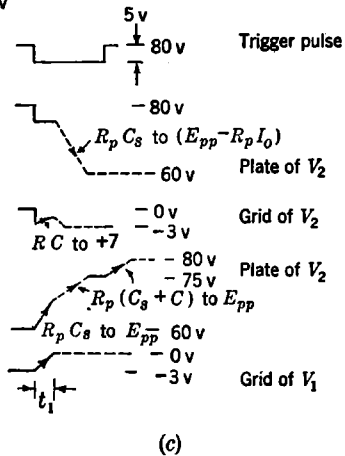 v
5 v
80 v Trigger pulse
80 v
R_p C_s to (E_pp − R_p I_o)
60 v Plate of V_2
0 v Grid of V_2
−3 v
R C to +7
80 v Plate of V_2
75 v
R_p (C_s + C) to E_pp
R_p C_s to E_pp 60 v
0 v
−3 v Grid of V_1
t_1
(c)